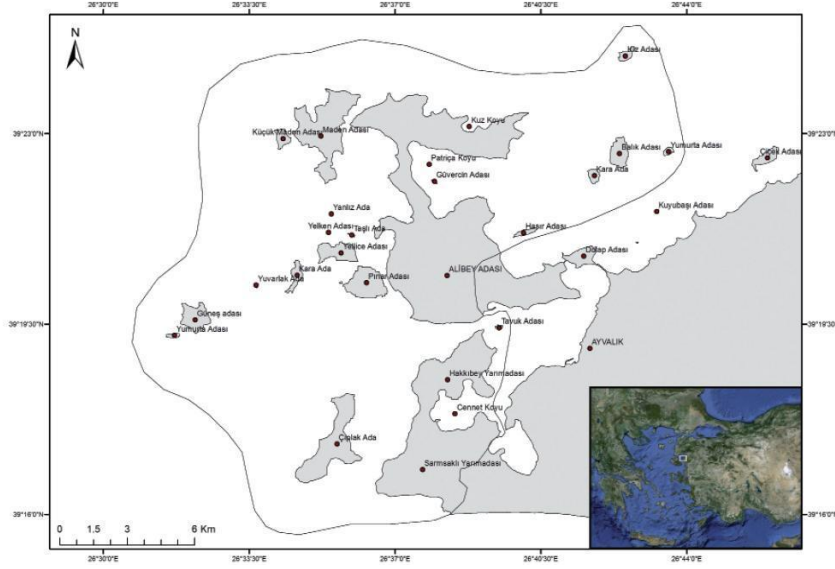 26°30'0"E 26°33'30"E 26°37'0"E 26°40'30"E 26°44'0"E
N
Kız Adası
39°23'0"N 39°23'0"N
Kuz Koyu
Küçük Maden Adası Maden Adası
Balık Adası Yumurta Adası Çiçek Adası
Patriça Koyu
Güvercin Adası
Kara Ada
Yanlız Ada
Kuyubaşı Adası
Yelken Adası Taşlı Ada
Hasır Adası
Yellice Adası
Dolap Adası
Kara Ada
ALİBEY ADASI
Yuvarlak Ada
Pınar Adası
Güneş adası
39°19'30"N 39°19'30"N
Tavuk Adası
Yumurta Adası
AYVALIK
Hakkıbey Yarımadası
Cennet Koyu
Çıplak Ada
Sarmsaklı Yarımadası
39°16'0"N 39°16'0"N
0 1,5 3 6 Km
26°30'0"E 26°33'30"E 26°37'0"E 26°40'30"E 26°44'0"E